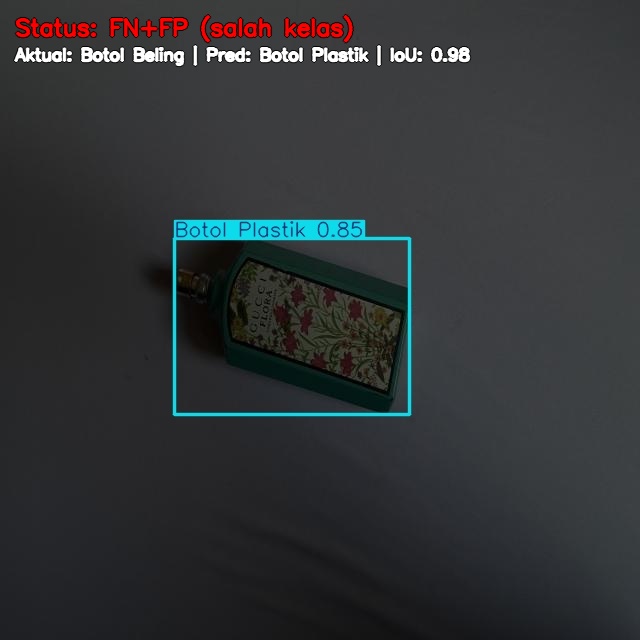 Status: FN+FP (salah kelas)
Aktual: Botol Beling | Pred: Botol Plastik | IoU: 0.98
Botol Plastik 0.85
GUCCI
FLORA